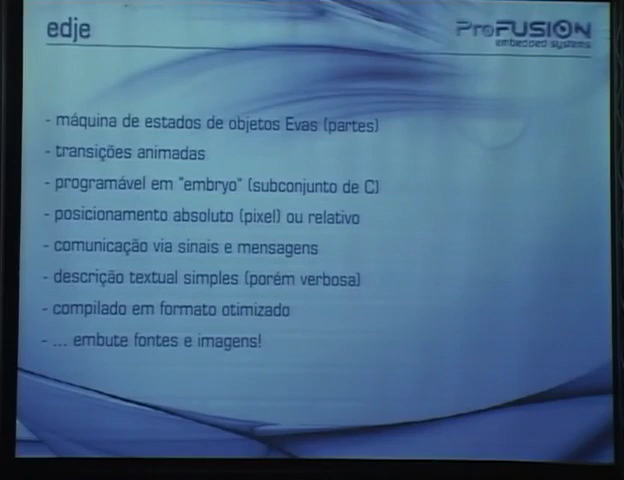 edje
ProFUSION
embedded systems
- máquina de estados de objetos Evas (partes)
- transições animadas
- programável em "embryo" (subconjunto de C)
- posicionamento absoluto (pixel) ou relativo
- comunicação via sinais e mensagens
- descrição textual simples (porém verbosa)
- compilado em formato otimizado
- ... embute fontes e imagens!